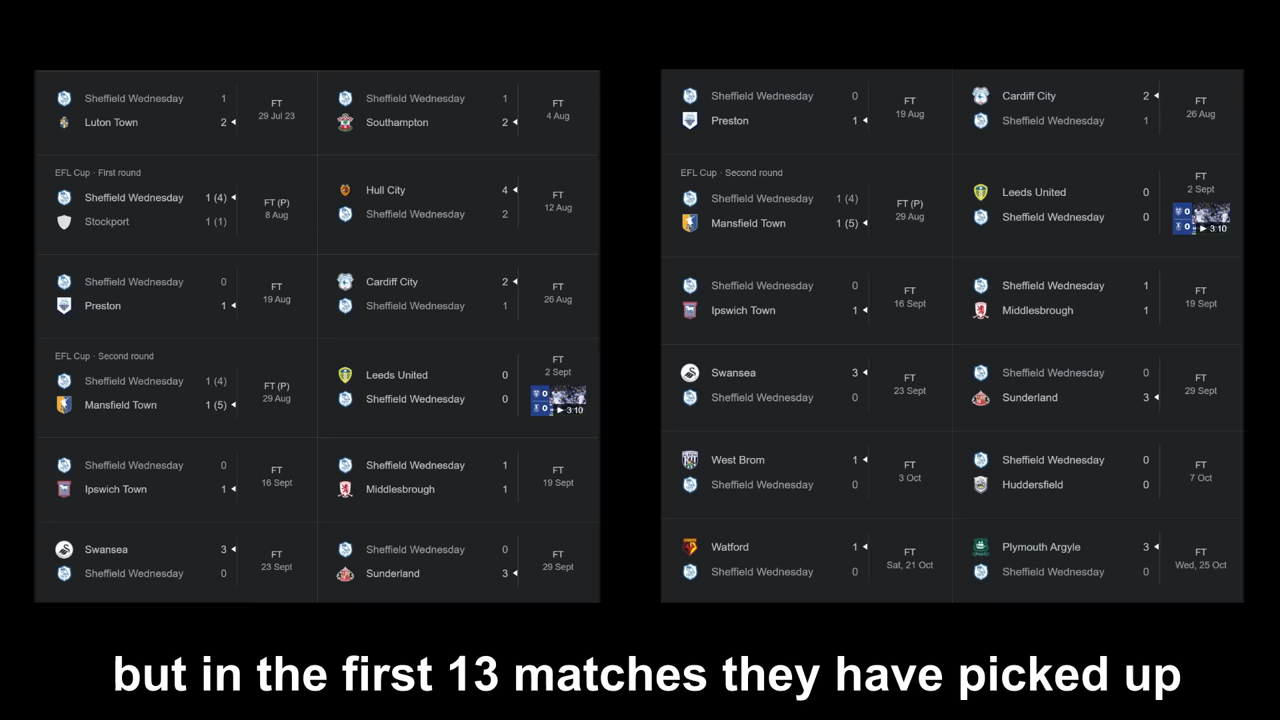 Sheffield Wednesday 1
Luton Town 2
FT
29 Jul 23
Sheffield Wednesday 1
Southampton 2
FT
4 Aug
EFL Cup · First round
Sheffield Wednesday 1 (4)
Stockport 1 (1)
FT (P)
8 Aug
Hull City 4
Sheffield Wednesday 2
FT
12 Aug
Sheffield Wednesday 0
Preston 1
FT
19 Aug
Cardiff City 2
Sheffield Wednesday 1
FT
26 Aug
EFL Cup · Second round
Sheffield Wednesday 1 (4)
Mansfield Town 1 (5)
FT (P)
29 Aug
Leeds United 0
Sheffield Wednesday 0
FT
2 Sept
0
0
3:10
Sheffield Wednesday 0
Ipswich Town 1
FT
16 Sept
Sheffield Wednesday 1
Middlesbrough 1
FT
19 Sept
Swansea 3
Sheffield Wednesday 0
FT
23 Sept
Sheffield Wednesday 0
Sunderland 3
FT
29 Sept
Sheffield Wednesday 0
Preston 1
FT
19 Aug
Cardiff City 2
Sheffield Wednesday 1
FT
26 Aug
EFL Cup · Second round
Sheffield Wednesday 1 (4)
Mansfield Town 1 (5)
FT (P)
29 Aug
Leeds United 0
Sheffield Wednesday 0
FT
2 Sept
0
0
3:10
Sheffield Wednesday 0
Ipswich Town 1
FT
16 Sept
Sheffield Wednesday 1
Middlesbrough 1
FT
19 Sept
Swansea 3
Sheffield Wednesday 0
FT
23 Sept
Sheffield Wednesday 0
Sunderland 3
FT
29 Sept
West Brom 1
Sheffield Wednesday 0
FT
3 Oct
Sheffield Wednesday 0
Huddersfield 0
FT
7 Oct
Watford 1
Sheffield Wednesday 0
FT
Sat, 21 Oct
Plymouth Argyle 3
Sheffield Wednesday 0
FT
Wed, 25 Oct
but in the first 13 matches they have picked up